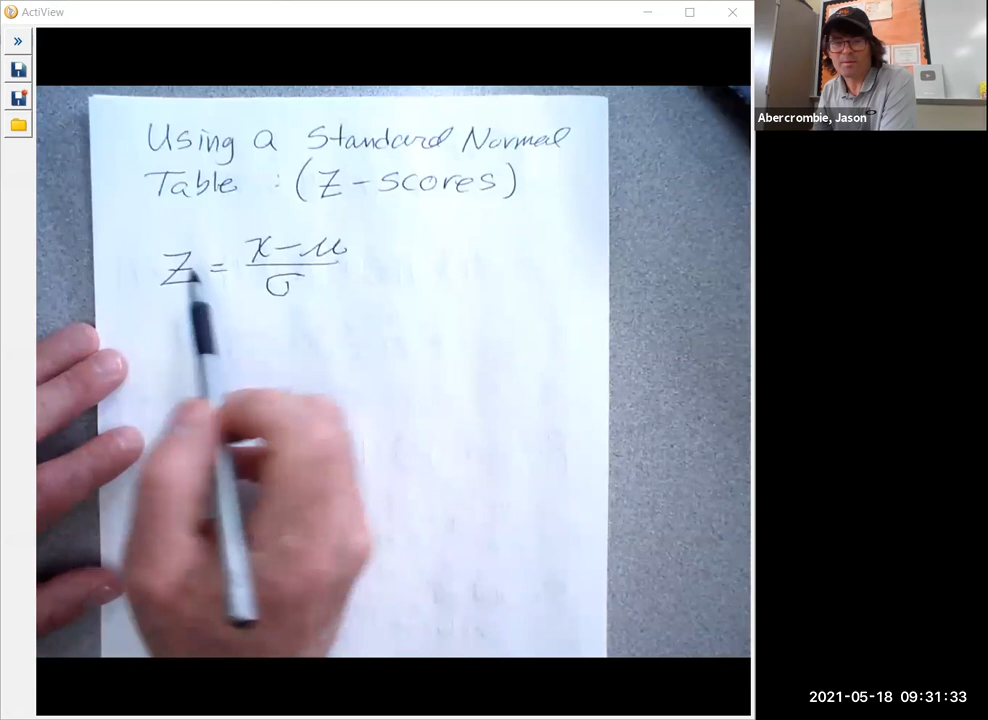 ActiView
Using a Standard Normal
Table : (Z-scores)
Z = x-μ / σ
Abercrombie, Jason
2021-05-18 09:31:33